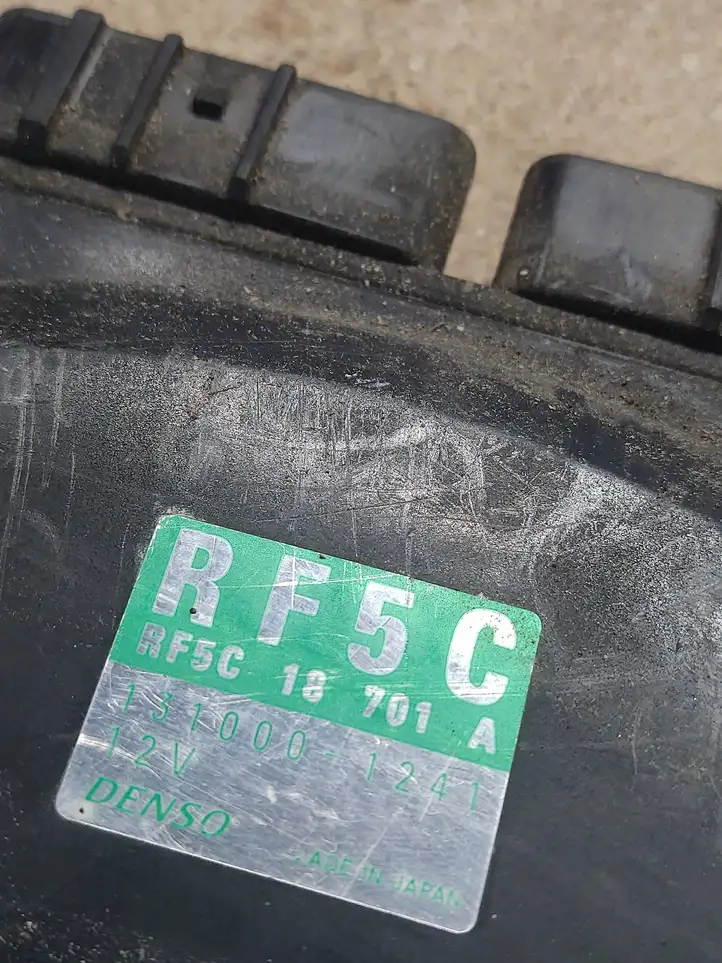 RF5C
RF5C 18 701 A
131000-1241
12V
DENSO
MADE IN JAPAN